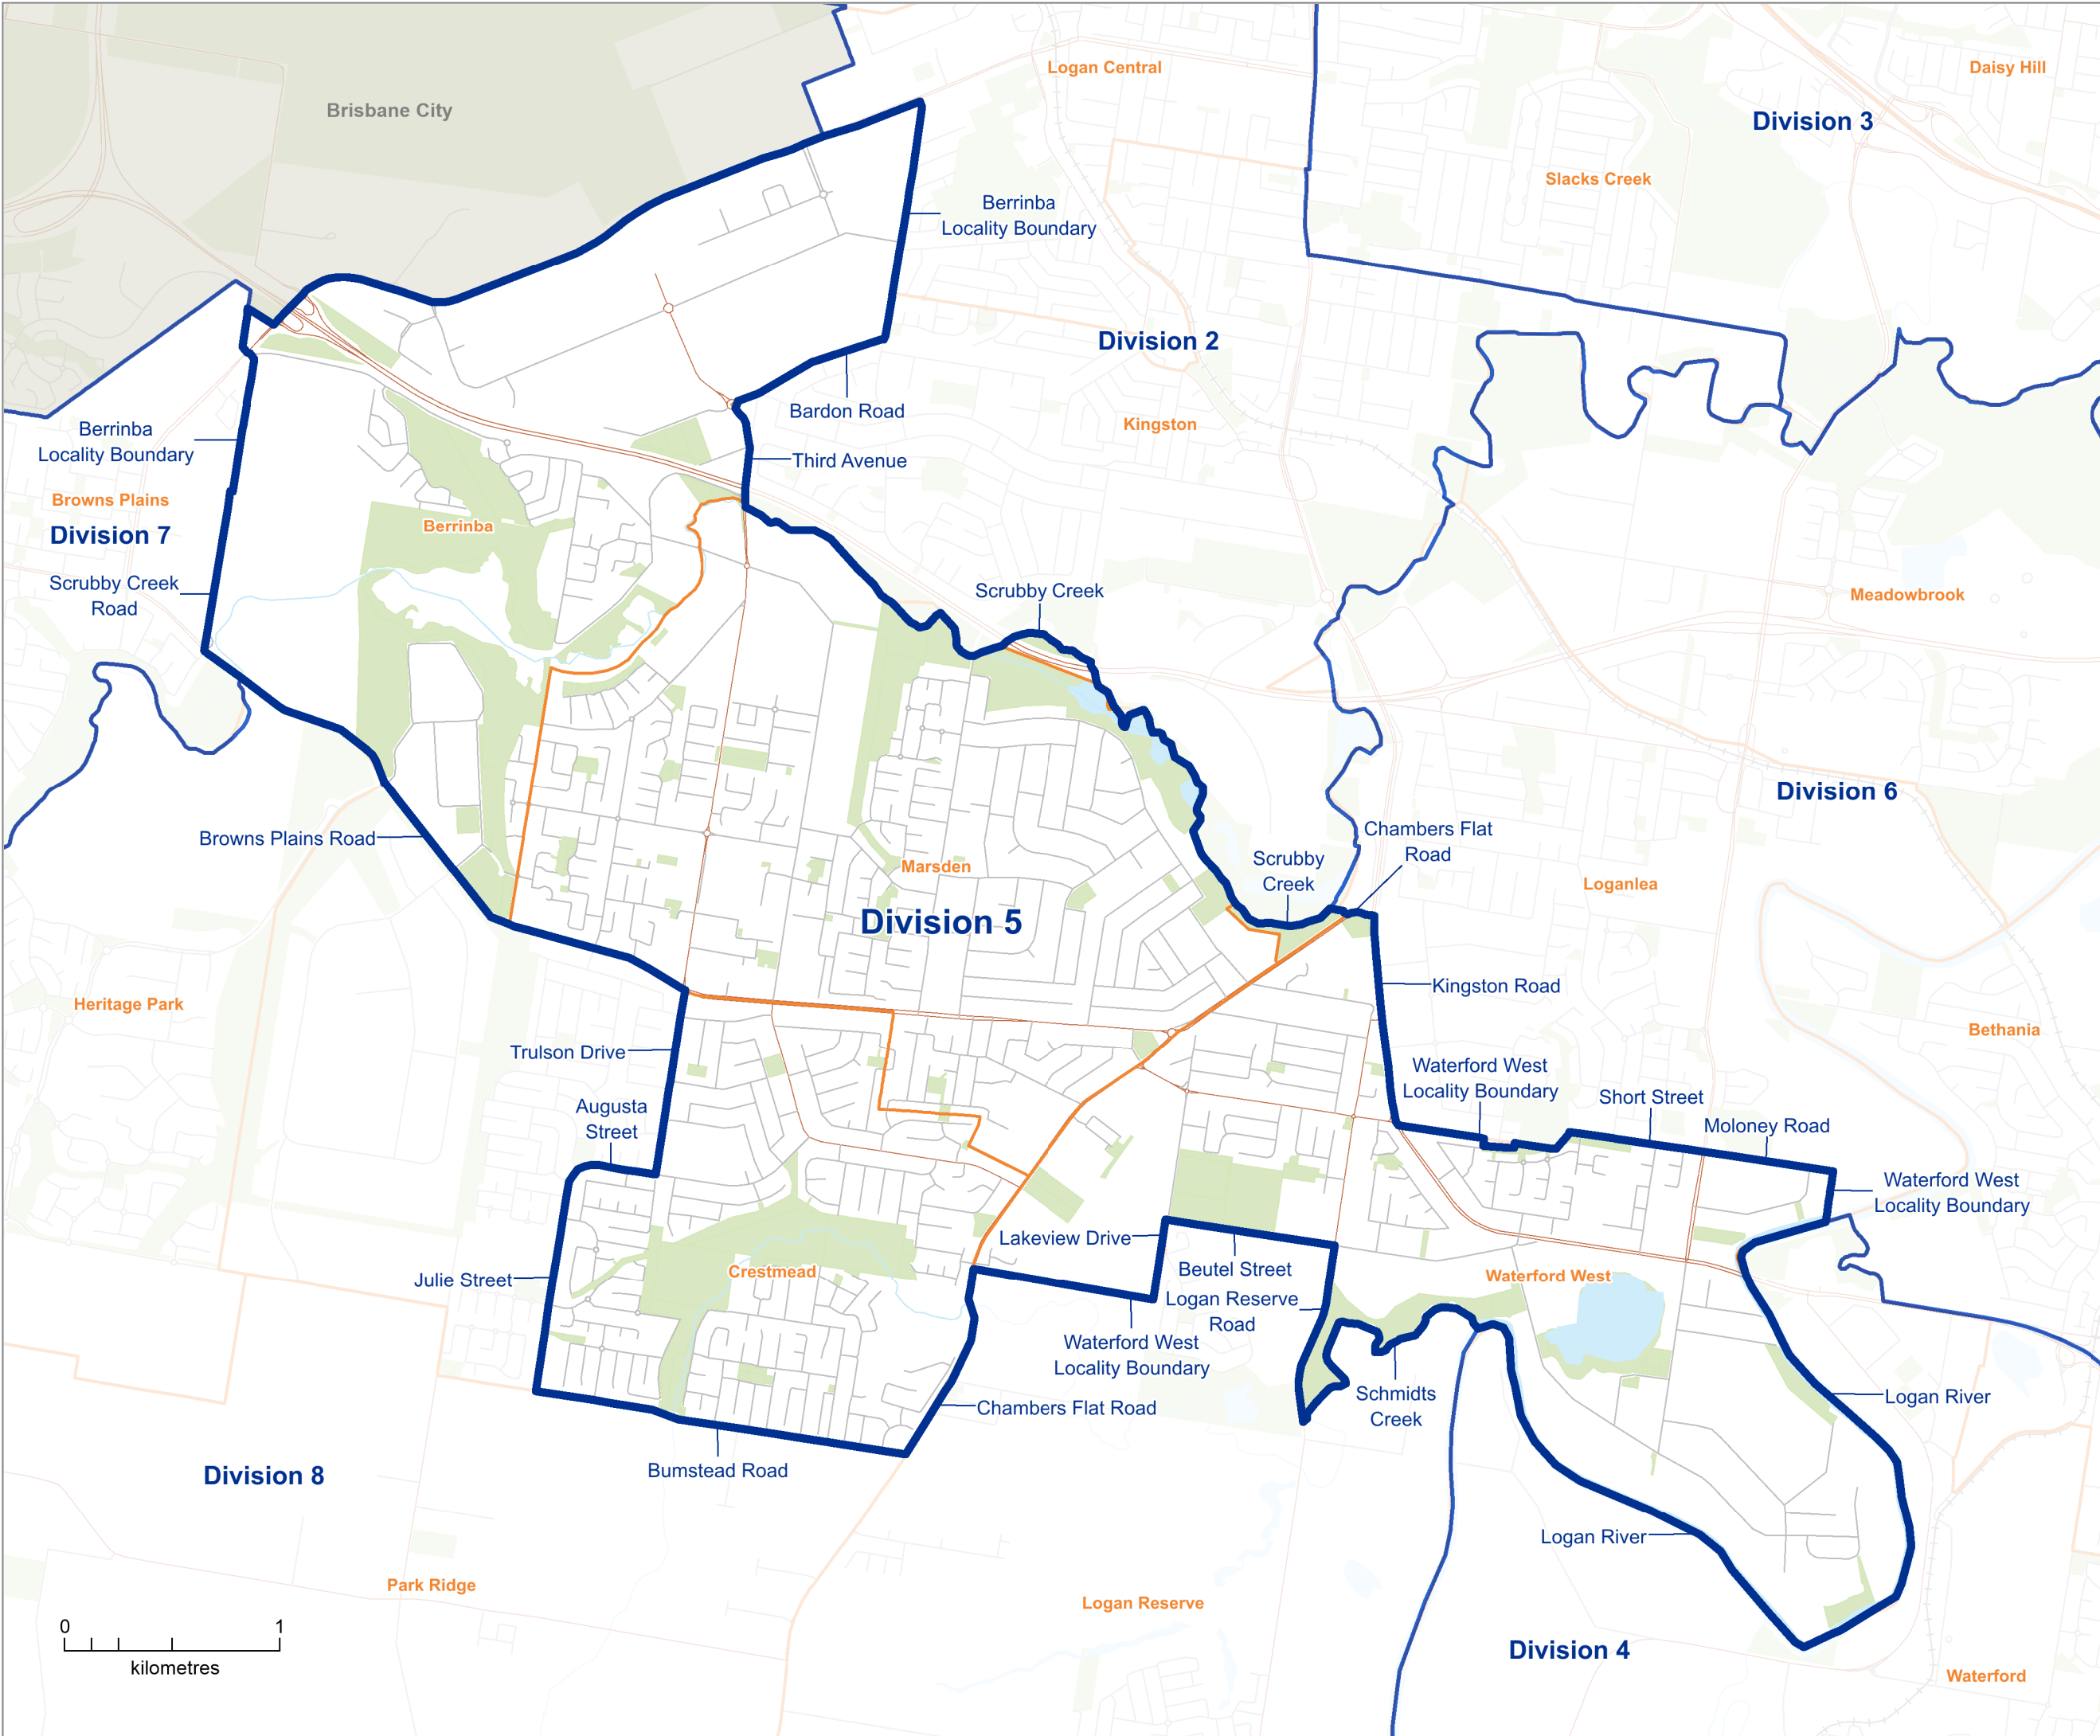 Logan Central
Daisy Hill
Brisbane City
Division 3
Slacks Creek
Berrinba
Locality Boundary
Division 2
Bardon Road
Kingston
Berrinba
Locality Boundary
Third Avenue
Browns Plains
Berrinba
Division 7
Scrubby Creek
Road
Scrubby Creek
Meadowbrook
Division 6
Browns Plains Road
Chambers Flat
Road
Scrubby
Creek
Marsden
Loganlea
Division 5
Kingston Road
Heritage Park
Bethania
Trulson Drive
Waterford West
Locality Boundary
Short Street
Augusta
Street
Moloney Road
Waterford West
Locality Boundary
Lakeview Drive
Beutel Street
Crestmead
Waterford West
Julie Street
Logan Reserve
Road
Waterford West
Locality Boundary
Schmidts
Creek
Logan River
Chambers Flat Road
Bumstead Road
Division 8
Logan River
Park Ridge
Logan Reserve
Division 4
Waterford
0 1
kilometres